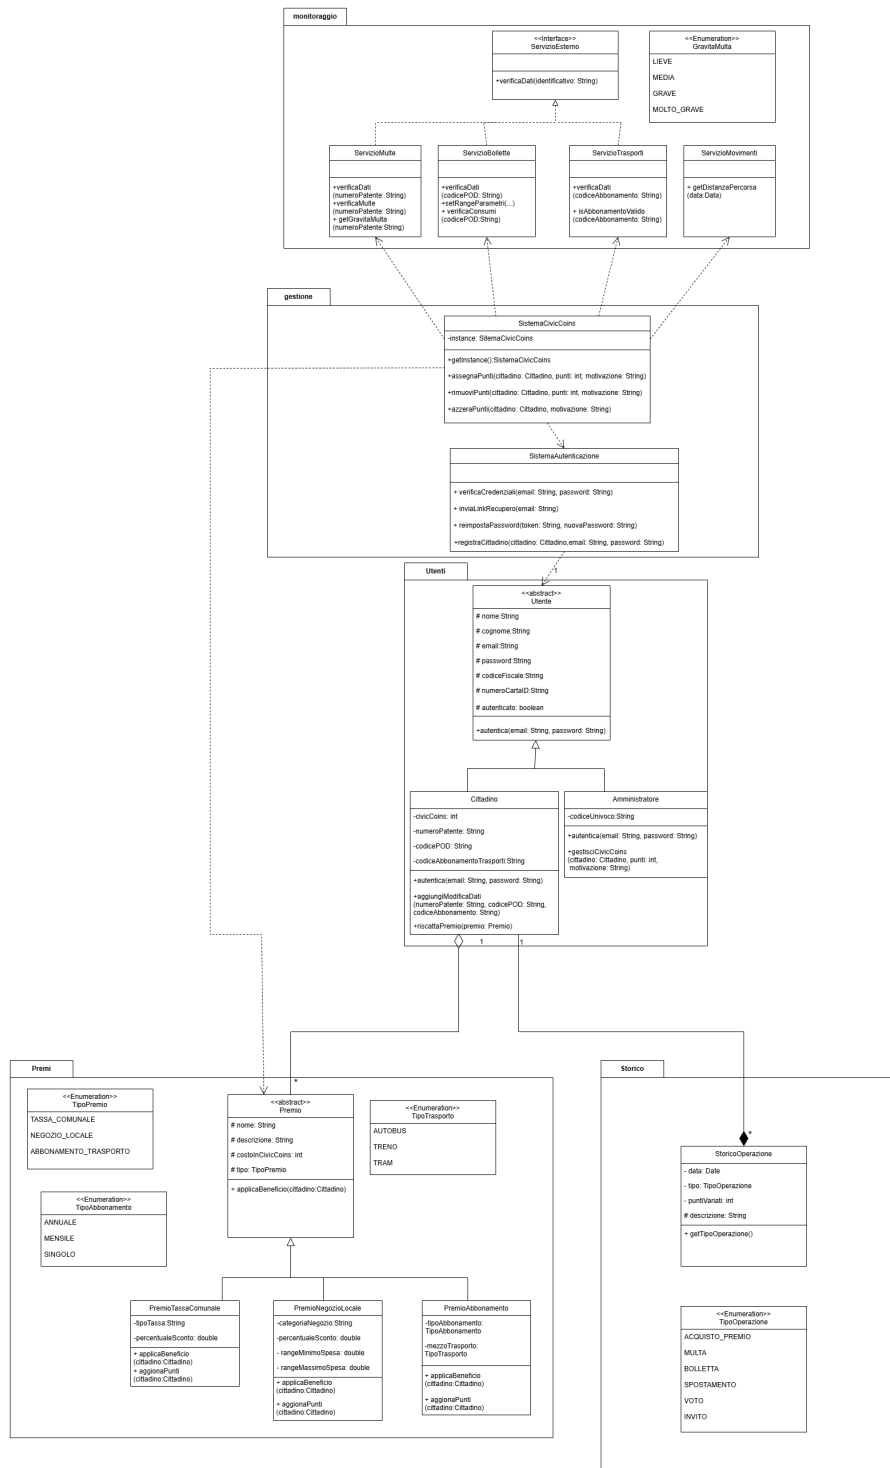 monitoraggio
<<Interface>>
ServizioEsterno
+verificaDati(identificativo: String)
<<Enumeration>>
GravitaMulta
LIEVE
MEDIA
GRAVE
MOLTO_GRAVE
ServizioMulte
+verificaDati
(numeroPatente: String)
+verificaMulte
(numeroPatente: String)
+ getGravitaMulta
(numeroPatente:String)
ServizioBollette
+verificaDati
(codicePOD: String)
+setRangeParametri(...)
+ verificaConsumi
(codicePOD:String)
ServizioTrasporti
+verificaDati
(codiceAbbonamento: String)
+ isAbbonamentoValido
(codiceAbbonamento: String)
ServizioMovimenti
+ getDistanzaPercorsa
(data:Data)
gestione
SistemaCivicCoins
-instance: SitemaCivicCoins
+getInstance():SistemaCivicCoins
+assegnaPunti(cittadino: Cittadino, punti: int, motivazione: String)
+rimuoviPunti(cittadino: Cittadino, punti: int, motivazione: String)
+azzeraPunti(cittadino: Cittadino, motivazione: String)
SistemaAutenticazione
+ verificaCredenziali(email: String, password: String)
+ inviaLinkRecupero(email: String)
+ reimpostaPassword(token: String, nuovaPassword: String)
+registraCittadino(cittadino: Cittadino,email: String, password: String)
1
Utenti
<<abstract>>
Utente
# nome:String
# cognome:String
# email:String
# password:String
# codiceFiscale:String
# numeroCartaID:String
# autenticato: boolean
+autentica(email: String, password: String)
Cittadino
-civicCoins: int
-numeroPatente: String
-codicePOD: String
-codiceAbbonamentoTrasporti:String
+autentica(email: String, password: String)
+aggiungiModificaDati
(numeroPatente: String, codicePOD: String,
codiceAbbonamento: String)
+riscattaPremio(premio: Premio)
Amministratore
-codiceUnivoco:String
+autentica(email: String, password: String)
+gestisciCivicCoins
(cittadino: Cittadino, punti: int,
motivazione: String)
1
1
Premi
<<Enumeration>>
TipoPremio
TASSA_COMUNALE
NEGOZIO_LOCALE
ABBONAMENTO_TRASPORTO
<<Enumeration>>
TipoAbbonamento
ANNUALE
MENSILE
SINGOLO
*
<<abstract>>
Premio
# nome: String
# descrizione: String
# costoInCivicCoins: int
# tipo: TipoPremio
+ applicaBeneficio(cittadino:Cittadino)
<<Enumeration>>
TipoTrasporto
AUTOBUS
TRENO
TRAM
PremioTassaComunale
-tipoTassa:String
-percentualeSconto: double
+ applicaBeneficio
(cittadino:Cittadino)
+ aggionaPunti
(cittadino:Cittadino)
PremioNegozioLocale
-categoriaNegozio:String
-percentualeSconto: double
- rangeMinimoSpesa: double
- rangeMassimoSpesa: double
+ applicaBeneficio
(cittadino:Cittadino)
+ aggionaPunti
(cittadino:Cittadino)
PremioAbbonamento
-tipoAbbonamento:
TipoAbbonamento
-mezzoTrasporto:
TipoTrasporto
+ applicaBeneficio
(cittadino:Cittadino)
+ aggionaPunti
(cittadino:Cittadino)
Storico
*
StoricoOperazione
- data: Date
- tipo: TipoOperazione
- puntiVariati: int
# descrizione: String
+ getTipoOperazione()
<<Enumeration>>
TipoOperazione
ACQUISTO_PREMIO
MULTA
BOLLETTA
SPOSTAMENTO
VOTO
INVITO